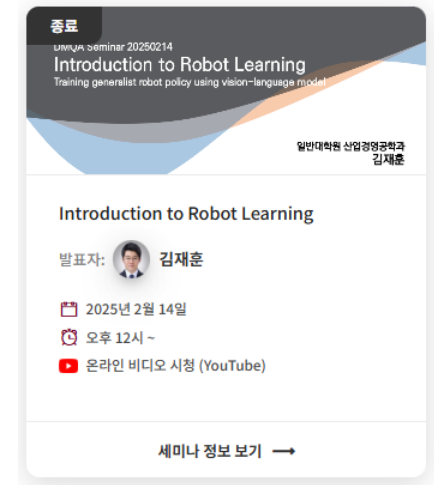 종료
DMQA Seminar 20250214
Introduction to Robot Learning
Training generalist robot policy using vision-language model
일반대학원 산업경영공학과
김재훈
Introduction to Robot Learning
발표자: 김재훈
2025년 2월 14일
오후 12시 ~
온라인 비디오 시청 (YouTube)
세미나 정보 보기 ⟶